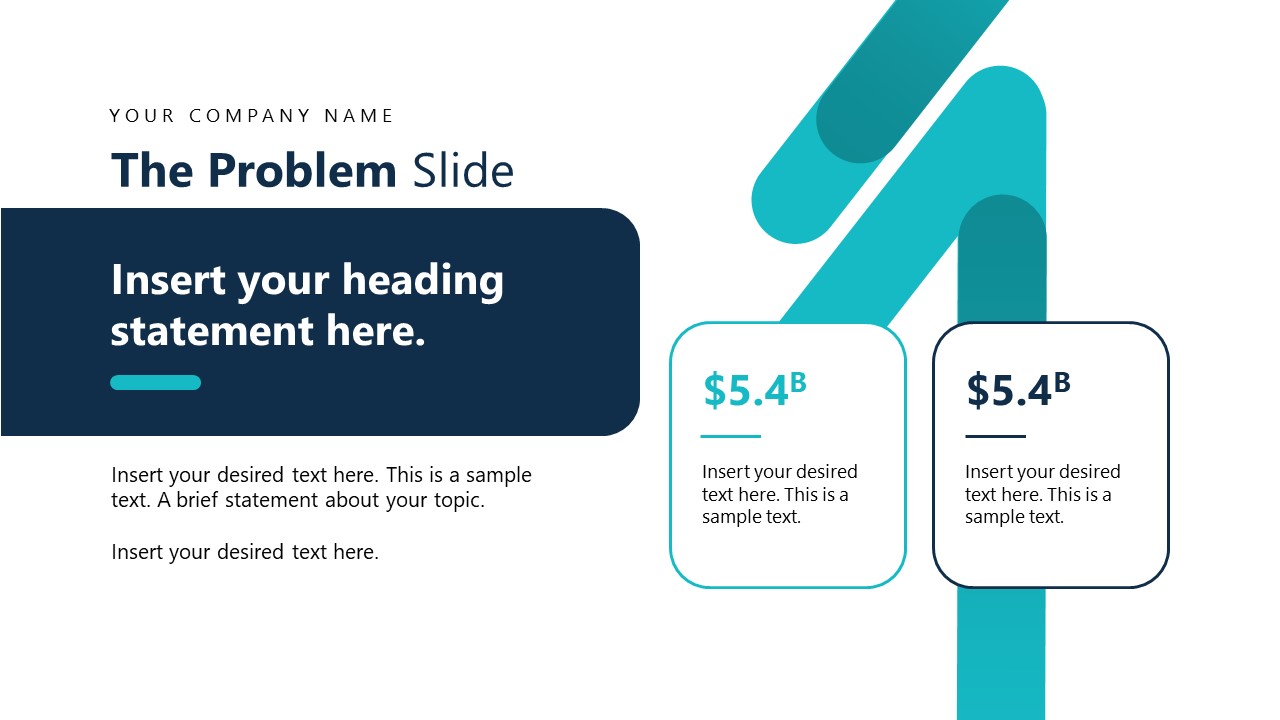 YOUR COMPANY NAME
The Problem Slide
Insert your heading
statement here.
Insert your desired text here. This is a sample
text. A brief statement about your topic.
Insert your desired text here.
$5.4B
Insert your desired
text here. This is a
sample text.
$5.4B
Insert your desired
text here. This is a
sample text.